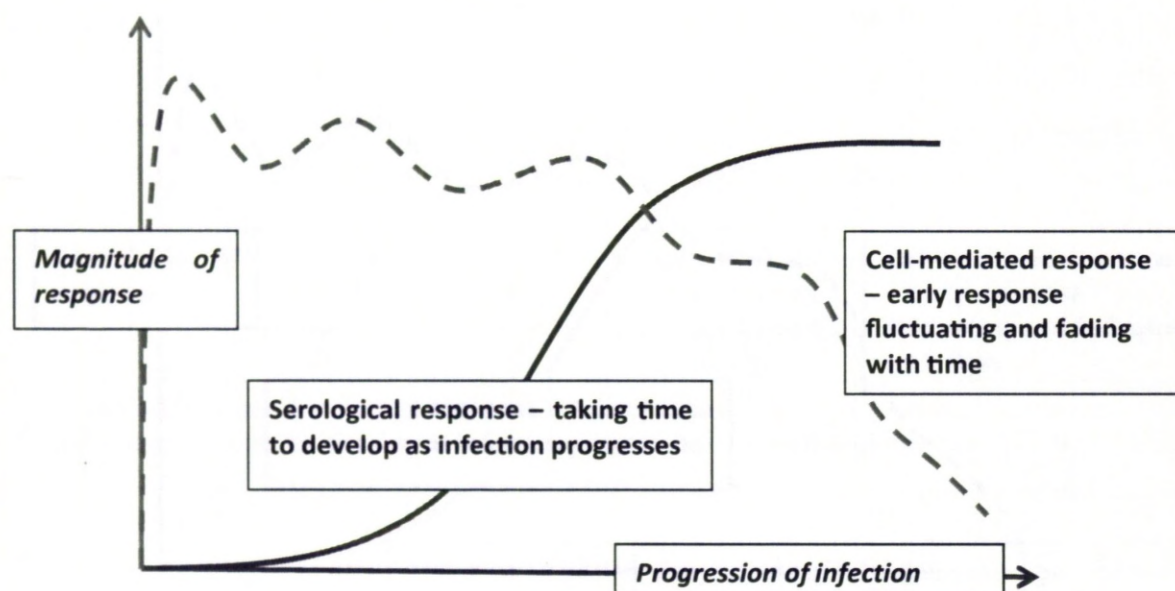 Magnitude of
response
Cell-mediated response
– early response
fluctuating and fading
with time
Serological response – taking time
to develop as infection progresses
Progression of infection